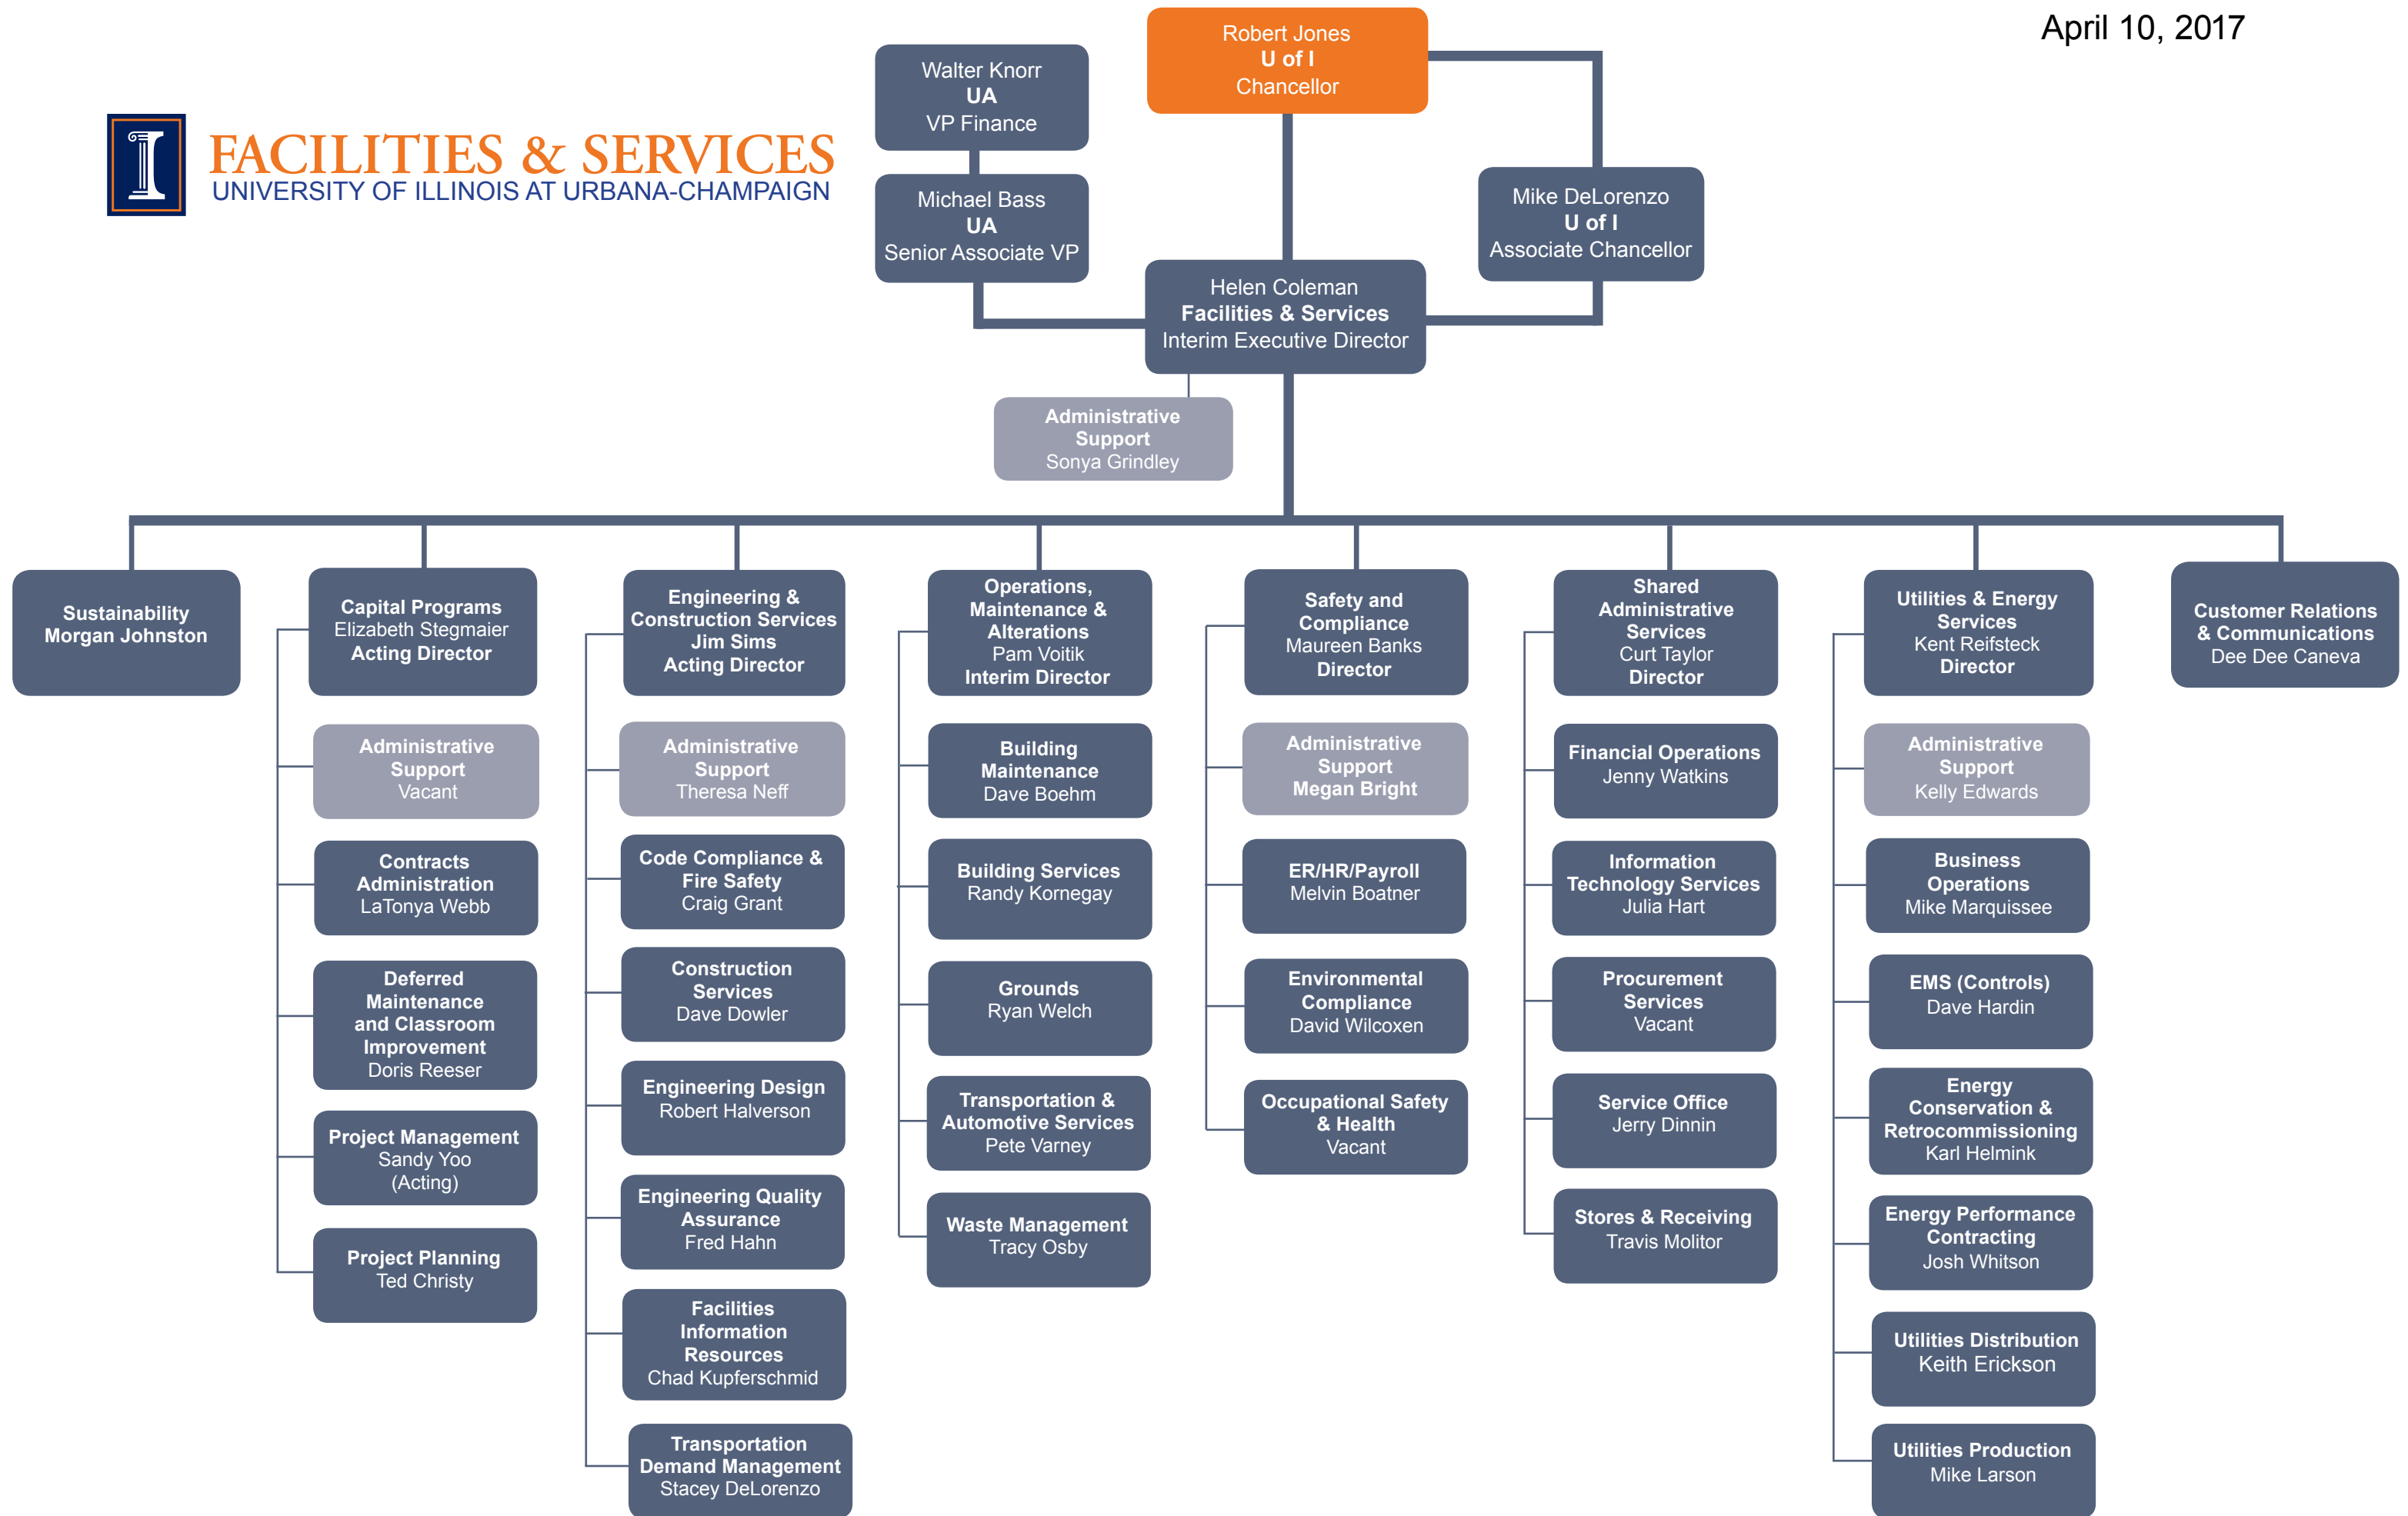 April 10, 2017
Robert Jones
U of I
Chancellor
Walter Knorr
UA
VP Finance
FACILITIES & SERVICES
UNIVERSITY OF ILLINOIS AT URBANA-CHAMPAIGN
Michael Bass
UA
Senior Associate VP
Mike DeLorenzo
U of I
Associate Chancellor
Helen Coleman
Facilities & Services
Interim Executive Director
Administrative
Support
Sonya Grindley
Sustainability
Morgan Johnston
Capital Programs
Elizabeth Stegmaier
Acting Director
Administrative
Support
Vacant
Contracts
Administration
LaTonya Webb
Deferred
Maintenance
and Classroom
Improvement
Doris Reeser
Project Management
Sandy Yoo
(Acting)
Project Planning
Ted Christy
Engineering &
Construction Services
Jim Sims
Acting Director
Administrative
Support
Theresa Neff
Code Compliance &
Fire Safety
Craig Grant
Construction
Services
Dave Dowler
Engineering Design
Robert Halverson
Engineering Quality
Assurance
Fred Hahn
Facilities
Information
Resources
Chad Kupferschmid
Transportation
Demand Management
Stacey DeLorenzo
Operations,
Maintenance &
Alterations
Pam Voitik
Interim Director
Building
Maintenance
Dave Boehm
Building Services
Randy Kornegay
Grounds
Ryan Welch
Transportation &
Automotive Services
Pete Varney
Waste Management
Tracy Osby
Safety and
Compliance
Maureen Banks
Director
Administrative
Support
Megan Bright
ER/HR/Payroll
Melvin Boatner
Environmental
Compliance
David Wilcoxen
Occupational Safety
& Health
Vacant
Shared
Administrative
Services
Curt Taylor
Director
Financial Operations
Jenny Watkins
Information
Technology Services
Julia Hart
Procurement
Services
Vacant
Service Office
Jerry Dinnin
Stores & Receiving
Travis Molitor
Utilities & Energy
Services
Kent Reifsteck
Director
Administrative
Support
Kelly Edwards
Business
Operations
Mike Marquissee
EMS (Controls)
Dave Hardin
Energy
Conservation &
Retrocommissioning
Karl Helmink
Energy Performance
Contracting
Josh Whitson
Utilities Distribution
Keith Erickson
Utilities Production
Mike Larson
Customer Relations
& Communications
Dee Dee Caneva